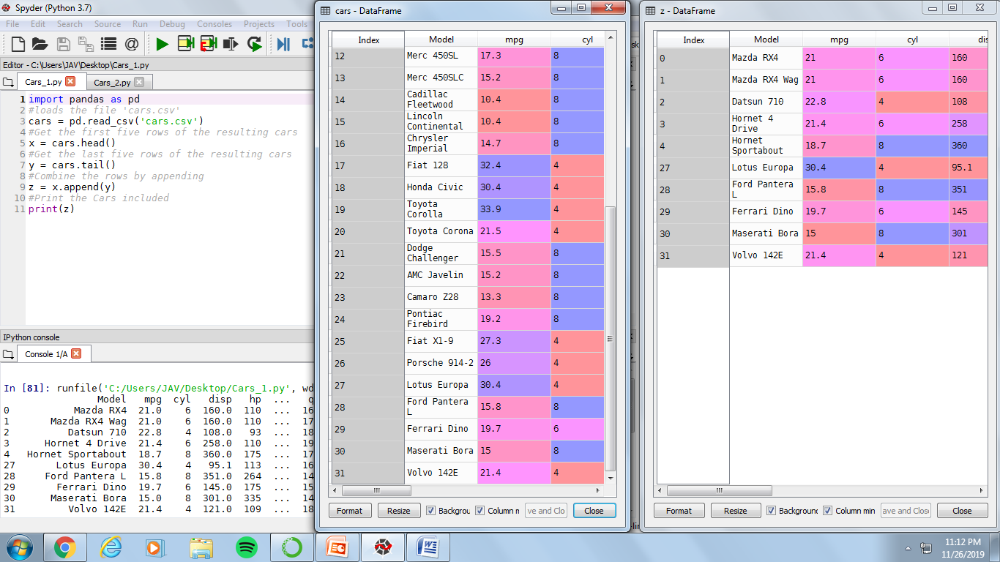 Spyder (Python 3.7)
File Edit Search Source Run Debug Consoles Projects Tools
Editor - C:\Users\JAV\Desktop\Cars_1.py
Cars_1.py Cars_2.py
1 import pandas as pd
2 #loads the file 'cars.csv'
3 cars = pd.read_csv('cars.csv')
4 #Get the first five rows of the resulting cars
5 x = cars.head()
6 #Get the last five rows of the resulting cars
7 y = cars.tail()
8 #Combine the rows by appending
9 z = x.append(y)
10 #Print the Cars included
11 print(z)
IPython console
Console 1/A
In [81]: runfile('C:/Users/JAV/Desktop/Cars_1.py', wd
Model mpg cyl disp hp ... q
0 Mazda RX4 21.0 6 160.0 110 ... 16
1 Mazda RX4 Wag 21.0 6 160.0 110 ... 17
2 Datsun 710 22.8 4 108.0 93 ... 18
3 Hornet 4 Drive 21.4 6 258.0 110 ... 19
4 Hornet Sportabout 18.7 8 360.0 175 ... 17
27 Lotus Europa 30.4 4 95.1 113 ... 16
28 Ford Pantera L 15.8 8 351.0 264 ... 14
29 Ferrari Dino 19.7 6 145.0 175 ... 15
30 Maserati Bora 15.0 8 301.0 335 ... 14
31 Volvo 142E 21.4 4 121.0 109 ... 18
cars - DataFrame
Index Model mpg cyl
12 Merc 450SL 17.3 8
13 Merc 450SLC 15.2 8
14 Cadillac Fleetwood 10.4 8
15 Lincoln Continental 10.4 8
16 Chrysler Imperial 14.7 8
17 Fiat 128 32.4 4
18 Honda Civic 30.4 4
19 Toyota Corolla 33.9 4
20 Toyota Corona 21.5 4
21 Dodge Challenger 15.5 8
22 AMC Javelin 15.2 8
23 Camaro Z28 13.3 8
24 Pontiac Firebird 19.2 8
25 Fiat X1-9 27.3 4
26 Porsche 914-2 26 4
27 Lotus Europa 30.4 4
28 Ford Pantera L 15.8 8
29 Ferrari Dino 19.7 6
30 Maserati Bora 15 8
31 Volvo 142E 21.4 4
Format Resize Backgrou Column m ve and Clo Close
z - DataFrame
Index Model mpg cyl dis
0 Mazda RX4 21 6 160
1 Mazda RX4 Wag 21 6 160
2 Datsun 710 22.8 4 108
3 Hornet 4 Drive 21.4 6 258
4 Hornet Sportabout 18.7 8 360
27 Lotus Europa 30.4 4 95.1
28 Ford Pantera L 15.8 8 351
29 Ferrari Dino 19.7 6 145
30 Maserati Bora 15 8 301
31 Volvo 142E 21.4 4 121
Format Resize Background Column min ave and Close Close
11:12 PM
11/26/2019